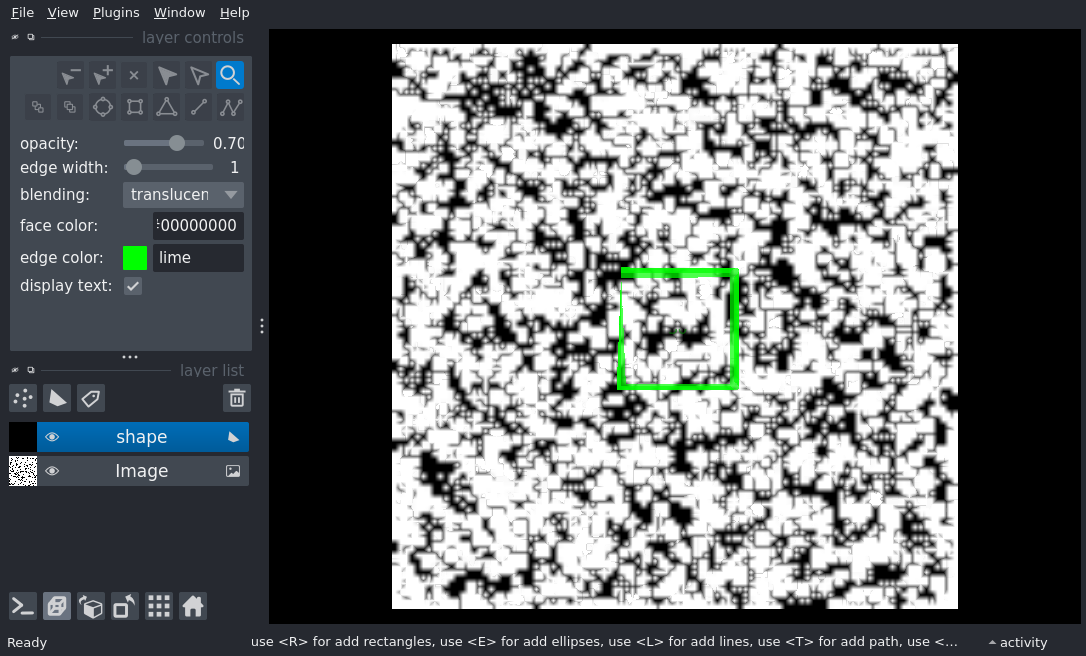 File View Plugins Window Help
layer controls
opacity: 0.70
edge width: 1
blending: translucen
face color: #00000000
edge color: lime
display text:
layer list
shape
Image
Ready use <R> for add rectangles, use <E> for add ellipses, use <L> for add lines, use <T> for add path, use <... activity